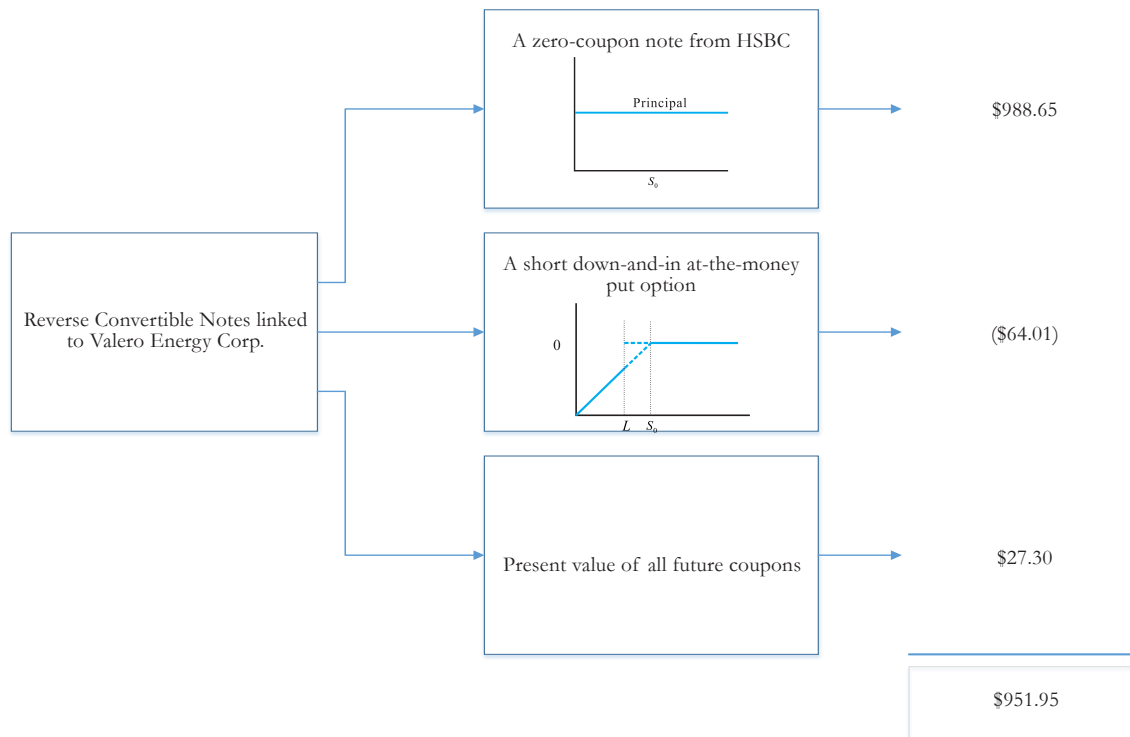 A zero-coupon note from HSBC
Principal
S₀
$988.65
Reverse Convertible Notes linked
to Valero Energy Corp.
A short down-and-in at-the-money
put option
0
L S₀
($64.01)
Present value of all future coupons
$27.30
$951.95